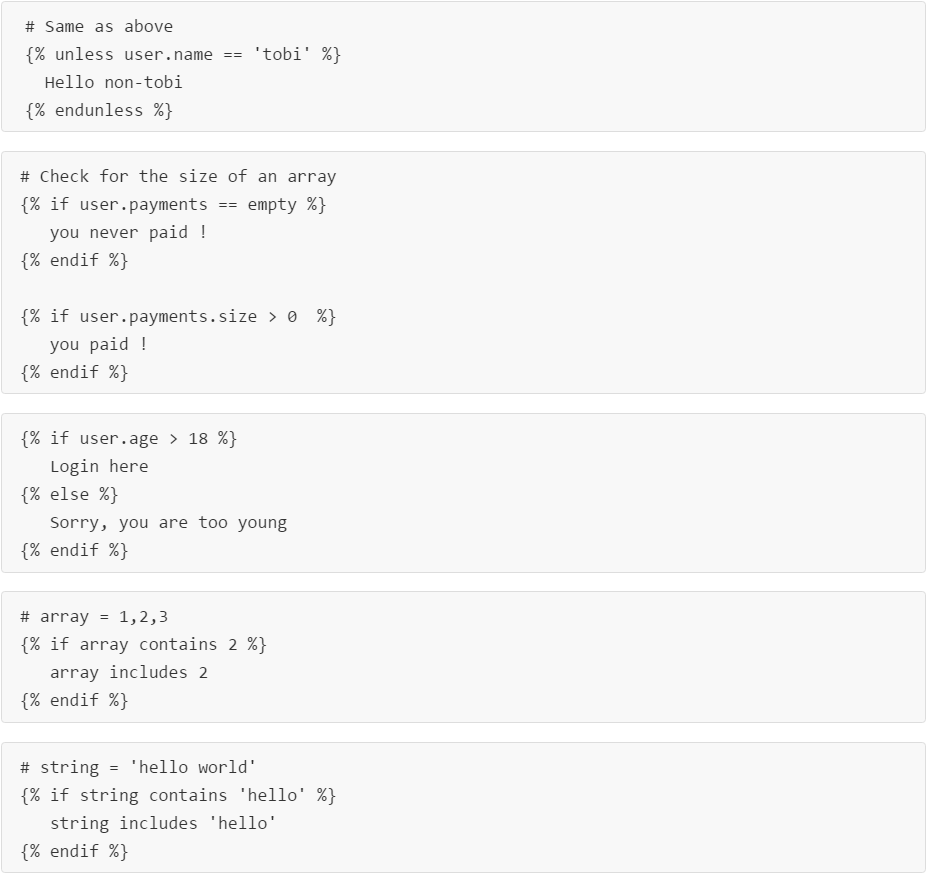 # Same as above
{% unless user.name == 'tobi' %}
  Hello non-tobi
{% endunless %}
# Check for the size of an array
{% if user.payments == empty %}
   you never paid !
{% endif %}

{% if user.payments.size > 0  %}
   you paid !
{% endif %}
{% if user.age > 18 %}
   Login here
{% else %}
   Sorry, you are too young
{% endif %}
# array = 1,2,3
{% if array contains 2 %}
   array includes 2
{% endif %}
# string = 'hello world'
{% if string contains 'hello' %}
   string includes 'hello'
{% endif %}